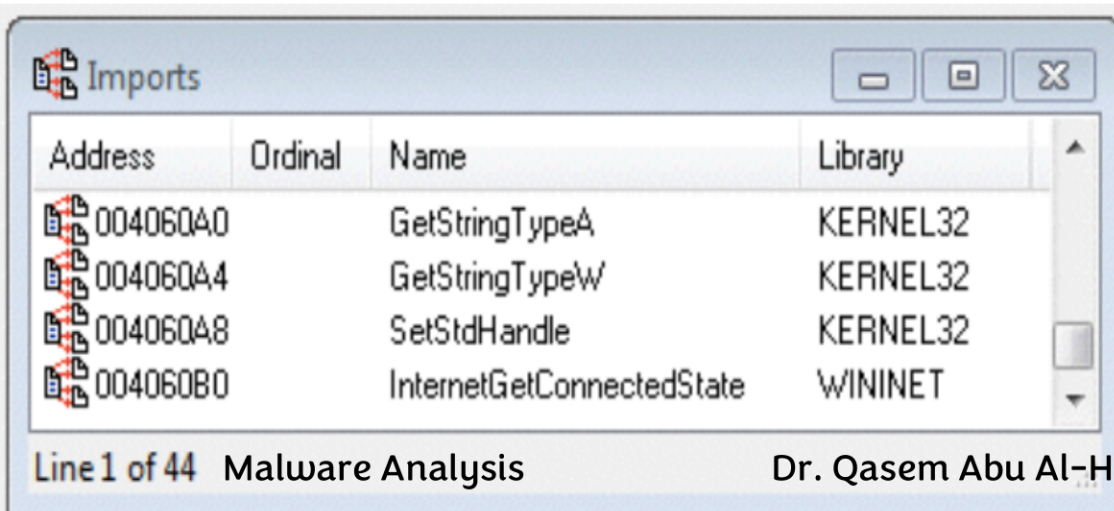 Imports
Address Ordinal Name Library
004060A0 GetStringTypeA KERNEL32
004060A4 GetStringTypeW KERNEL32
004060A8 SetStdHandle KERNEL32
004060B0 InternetGetConnectedState WININET
Line 1 of 44 Malware Analysis Dr. Qasem Abu Al-H